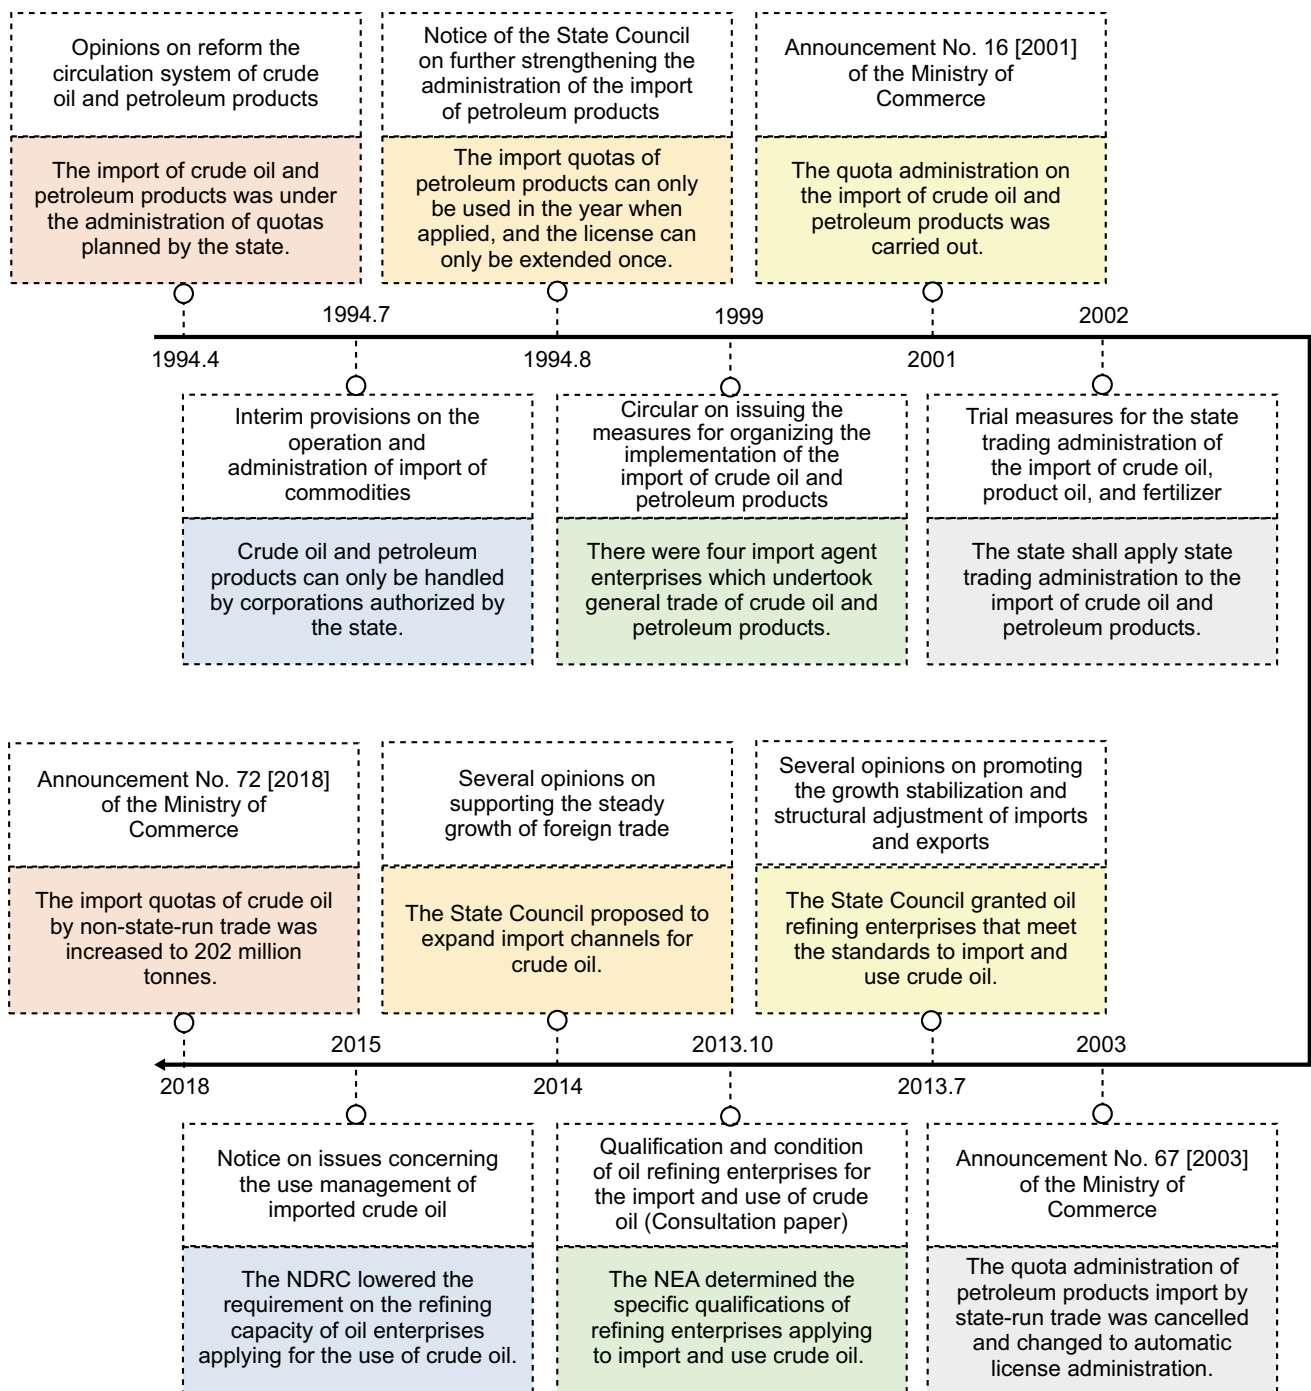 Opinions on reform the
circulation system of crude
oil and petroleum products
The import of crude oil and
petroleum products was under
the administration of quotas
planned by the state.
Notice of the State Council
on further strengthening the
administration of the import
of petroleum products
The import quotas of
petroleum products can only
be used in the year when
applied, and the license can
only be extended once.
Announcement No. 16 [2001]
of the Ministry of
Commerce
The quota administration on
the import of crude oil and
petroleum products was
carried out.
1994.7
1999
2002
1994.4
1994.8
2001
Interim provisions on the
operation and
administration of import of
commodities
Crude oil and petroleum
products can only be handled
by corporations authorized by
the state.
Circular on issuing the
measures for organizing the
implementation of the
import of crude oil and
petroleum products
There were four import agent
enterprises which undertook
general trade of crude oil and
petroleum products.
Trial measures for the state
trading administration of
the import of crude oil,
product oil, and fertilizer
The state shall apply state
trading administration to the
import of crude oil and
petroleum products.
Announcement No. 72 [2018]
of the Ministry of
Commerce
The import quotas of crude oil
by non-state-run trade was
increased to 202 million
tonnes.
Several opinions on
supporting the steady
growth of foreign trade
The State Council proposed to
expand import channels for
crude oil.
Several opinions on promoting
the growth stabilization and
structural adjustment of imports
and exports
The State Council granted oil
refining enterprises that meet
the standards to import and
use crude oil.
2015
2013.10
2003
2018
2014
2013.7
Notice on issues concerning
the use management of
imported crude oil
The NDRC lowered the
requirement on the refining
capacity of oil enterprises
applying for the use of crude oil.
Qualification and condition
of oil refining enterprises for
the import and use of crude
oil (Consultation paper)
The NEA determined the
specific qualifications of
refining enterprises applying
to import and use crude oil.
Announcement No. 67 [2003]
of the Ministry of
Commerce
The quota administration of
petroleum products import by
state-run trade was cancelled
and changed to automatic
license administration.